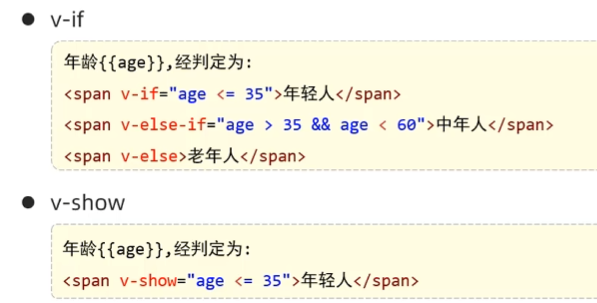 v-if
年龄{{age}},经判定为:
<span v-if="age <= 35">年轻人</span>
<span v-else-if="age > 35 && age < 60">中年人</span>
<span v-else>老年人</span>
v-show
年龄{{age}},经判定为:
<span v-show="age <= 35">年轻人</span>